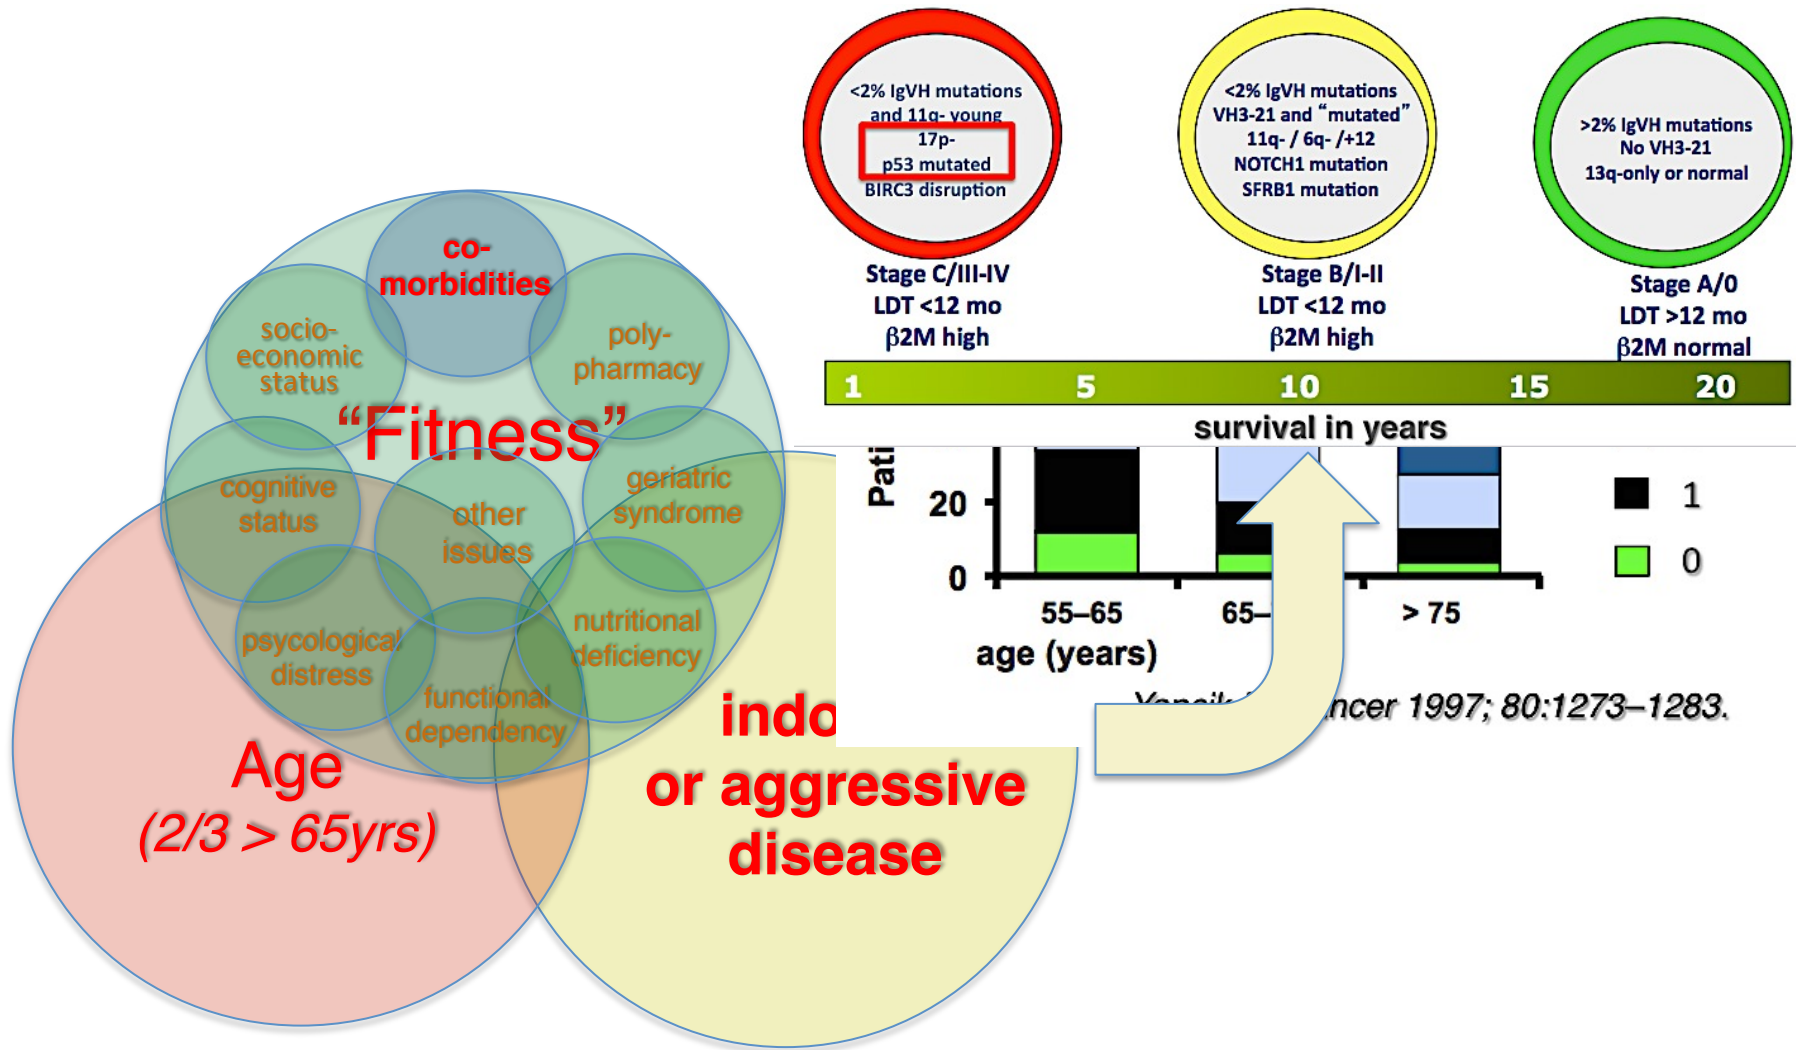 <2% IgVH mutations
and 11q- young
17p-
p53 mutated
BIRC3 disruption
Stage C/III-IV
LDT <12 mo
β2M high
<2% IgVH mutations
VH3-21 and “mutated”
11q- / 6q- /+12
NOTCH1 mutation
SFRB1 mutation
Stage B/I-II
LDT <12 mo
β2M high
>2% IgVH mutations
No VH3-21
13q-only or normal
Stage A/0
LDT >12 mo
β2M normal
1 5 10 15 20
survival in years
co-
morbidities
socio-
economic
status
poly-
pharmacy
“Fitness”
cognitive
status
other
issues
geriatric
syndrome
psycological
distress
functional
dependency
nutritional
deficiency
Age
(2/3 > 65yrs)
indo
or aggressive
disease
Pati
20
0
55–65 65– > 75
age (years)
1
0
ncer 1997; 80:1273–1283.